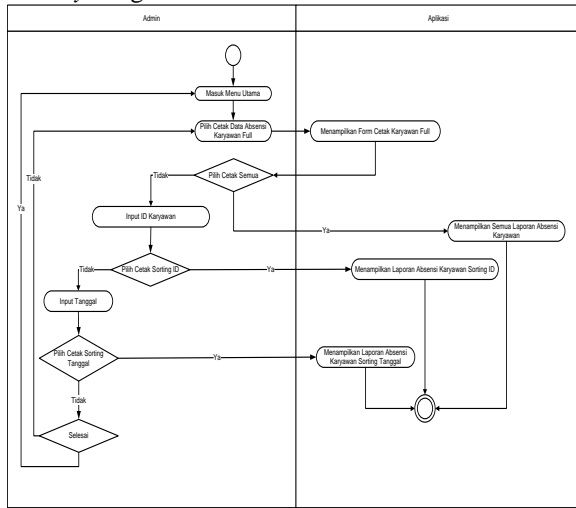 Admin
Aplikasi
Masuk Menu Utama
Pilih Cetak Data Absensi
Karyawan Full
Menampilkan Form Cetak Karyawan Full
Tidak
Tidak
Pilih Cetak Semua
Ya
Input ID Karyawan
Ya
Menampilkan Semua Laporan Absensi
Karyawan
Tidak
Pilih Cetak Sorting ID
Ya
Menampilkan Laporan Absensi Karyawan Sorting ID
Input Tanggal
Pilih Cetak Sorting
Tanggal
Ya
Menampilkan Laporan Absensi
Karyawan Sorting Tanggal
Tidak
Selesai